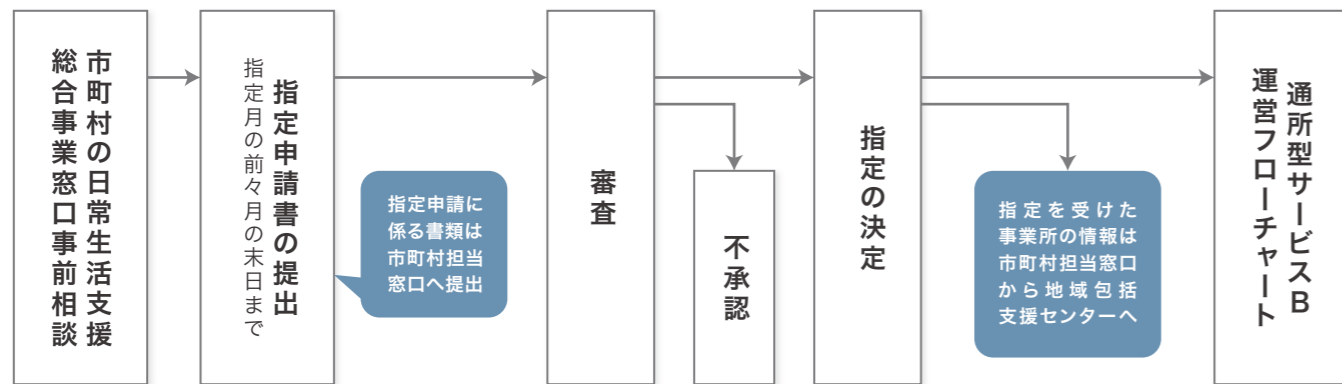 市町村の日常生活支援
総合事業窓口事前相談
指定申請書の提出
指定月の前々月の末日まで
指定申請に
係る書類は
市町村担当
窓口へ提出
審査
不承認
指定の決定
指定を受けた
事業所の情報は
市町村担当窓口
から地域包括
支援センターへ
通所型サービスB
運営フローチャート